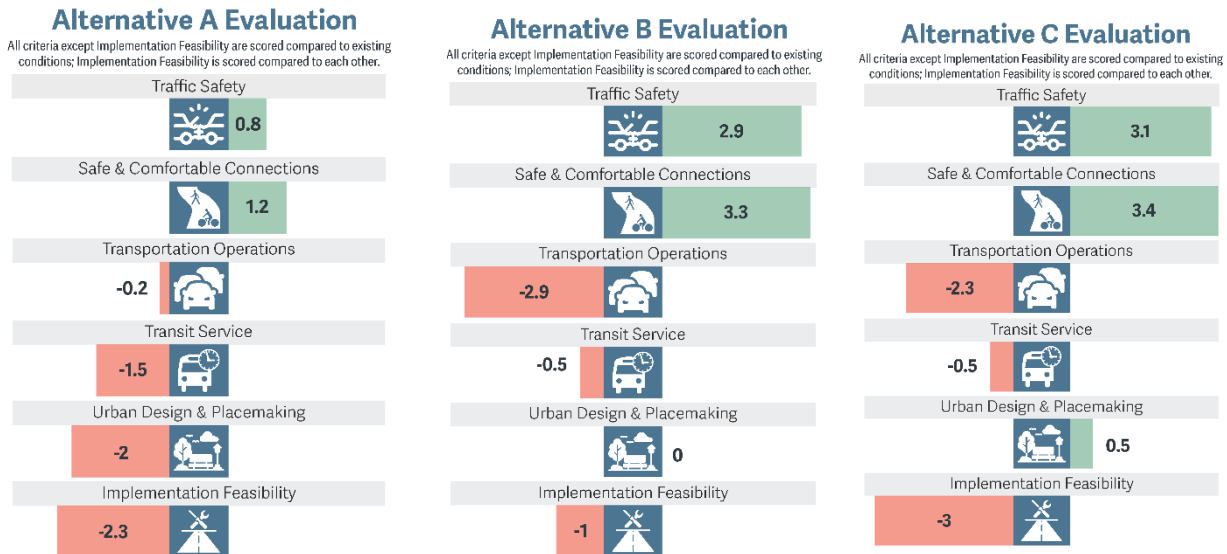 Alternative A Evaluation
All criteria except Implementation Feasibility are scored compared to existing
conditions; Implementation Feasibility is scored compared to each other.
Traffic Safety
0.8
Safe & Comfortable Connections
1.2
Transportation Operations
-0.2
Transit Service
-1.5
Urban Design & Placemaking
-2
Implementation Feasibility
-2.3
Alternative B Evaluation
All criteria except Implementation Feasibility are scored compared to existing
conditions; Implementation Feasibility is scored compared to each other.
Traffic Safety
2.9
Safe & Comfortable Connections
3.3
Transportation Operations
-2.9
Transit Service
-0.5
Urban Design & Placemaking
0
Implementation Feasibility
-1
Alternative C Evaluation
All criteria except Implementation Feasibility are scored compared to existing
conditions; Implementation Feasibility is scored compared to each other.
Traffic Safety
3.1
Safe & Comfortable Connections
3.4
Transportation Operations
-2.3
Transit Service
-0.5
Urban Design & Placemaking
0.5
Implementation Feasibility
-3